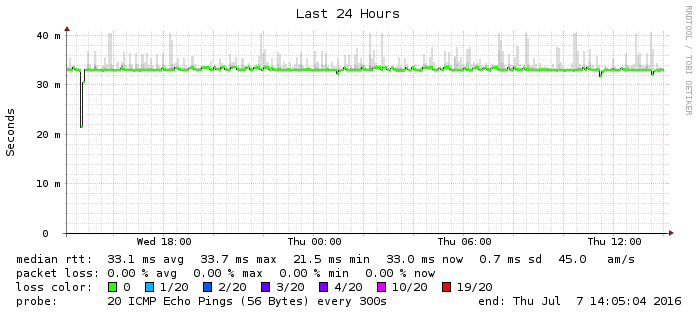 Last 24 Hours
RRDTOOL / TOBI OETIKER
Seconds
40 m
30 m
20 m
10 m
0
Wed 18:00 Thu 00:00 Thu 06:00 Thu 12:00
median rtt: 33.1 ms avg 33.7 ms max 21.5 ms min 33.0 ms now 0.7 ms sd 45.0 am/s
packet loss: 0.00 % avg 0.00 % max 0.00 % min 0.00 % now
loss color: 0 1/20 2/20 3/20 4/20 10/20 19/20
probe: 20 ICMP Echo Pings (56 Bytes) every 300s end: Thu Jul 7 14:05:04 2016